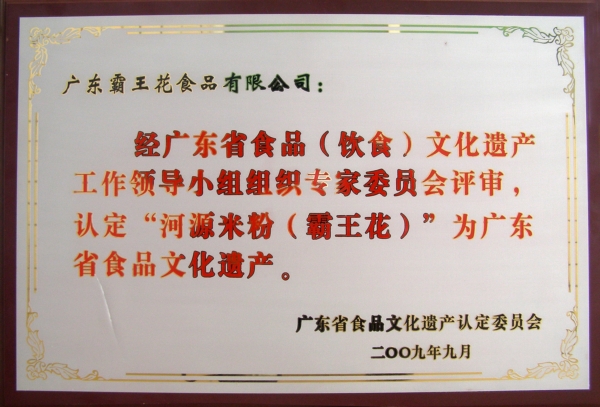 广东霸王花食品有限公司：
经广东省食品（饮食）文化遗产
工作领导小组组织专家委员会评审，
认定“河源米粉（霸王花）”为广东
省食品文化遗产。
广东省食品文化遗产认定委员会
二〇〇九年九月